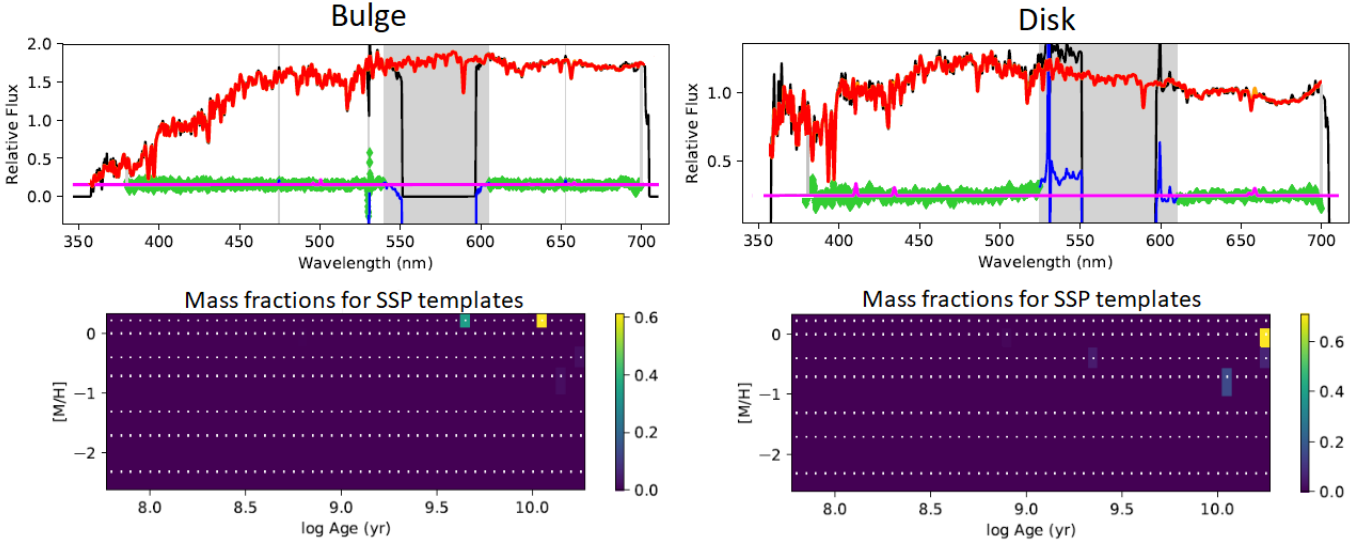 Bulge
Disk
2.0
1.5
1.0
0.5
0.0
Relative Flux
350 400 450 500 550 600 650 700
Wavelength (nm)
1.0
0.5
Relative Flux
350 400 450 500 550 600 650 700
Wavelength (nm)
Mass fractions for SSP templates
0
−1
−2
[M/H]
8.0 8.5 9.0 9.5 10.0
log Age (yr)
0.6
0.4
0.2
0.0
Mass fractions for SSP templates
0
−1
−2
[M/H]
8.0 8.5 9.0 9.5 10.0
log Age (yr)
0.6
0.4
0.2
0.0